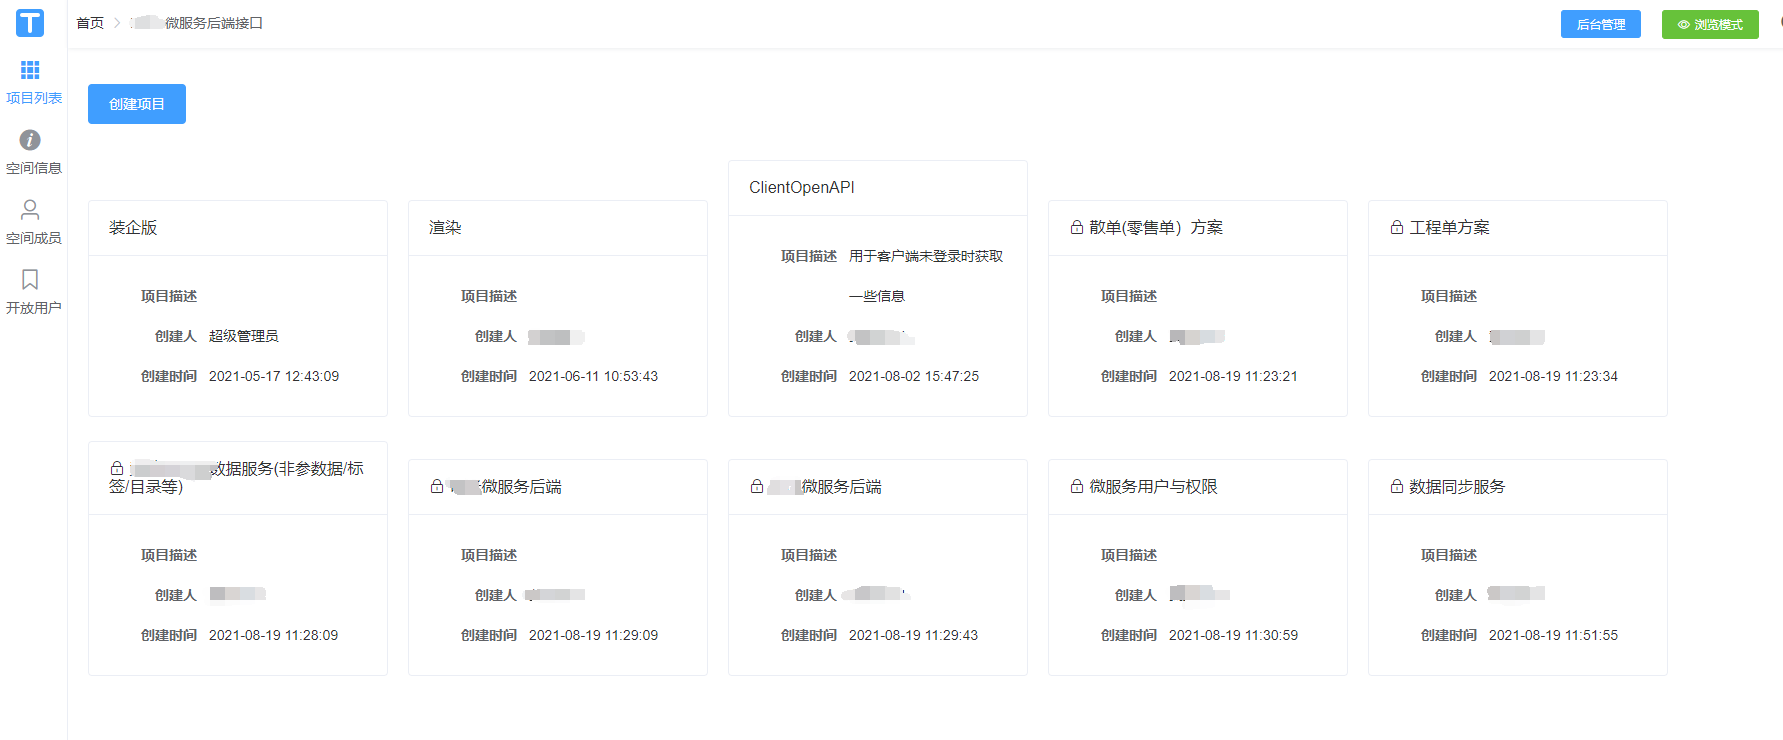 T
首页 > 微服务后端接口
后台管理
浏览模式
项目列表
空间信息
空间成员
开放用户
创建项目
装企版
项目描述
创建人 超级管理员
创建时间 2021-05-17 12:43:09
渲染
项目描述
创建人
创建时间 2021-06-11 10:53:43
ClientOpenAPI
项目描述 用于客户端未登录时获取
一些信息
创建人
创建时间 2021-08-02 15:47:25
散单(零售单）方案
项目描述
创建人
创建时间 2021-08-19 11:23:21
工程单方案
项目描述
创建人
创建时间 2021-08-19 11:23:34
数据服务(非参数据/标
签/目录等)
项目描述
创建人
创建时间 2021-08-19 11:28:09
微服务后端
项目描述
创建人
创建时间 2021-08-19 11:29:09
微服务后端
项目描述
创建人
创建时间 2021-08-19 11:29:43
微服务用户与权限
项目描述
创建人
创建时间 2021-08-19 11:30:59
数据同步服务
项目描述
创建人
创建时间 2021-08-19 11:51:55